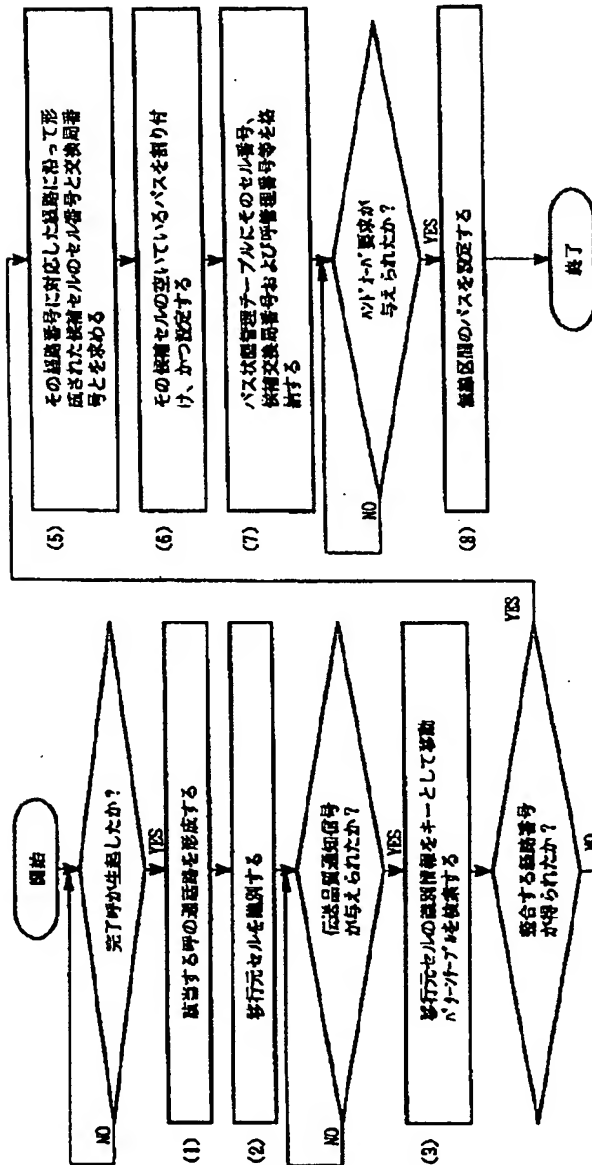 開始
完了呼が生起したか?
NO
YES
(1)
該当する呼の通話路を形成する
(2)
移行元セルを識別する
伝送品質通知信号
が与えられたか?
NO
YES
(3)
移行元セルの識別情報をキーとして移動
パターンテーブルを検索する
整合する経路番号
が得られたか?
YES
NO
(5)
その経路番号に対応した経路に沿って形
成された候補セルのセル番号と交換局番
号とを求める
(6)
その候補セルの空いているパスを割り付
け、かつ設定する
(7)
パス状態管理テーブルにそのセル番号、
候補交換局番号および呼管理番号等を格
納する
ハンドオーバ要求が
与えられたか?
NO
YES
(8)
無線区間のパスを設定する
終了